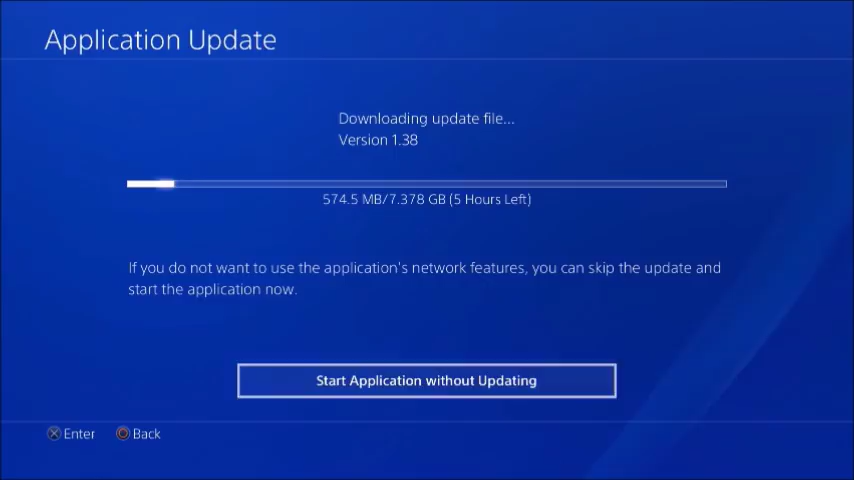 Application Update
Downloading update file...
Version 1.38
574.5 MB/7.378 GB (5 Hours Left)
If you do not want to use the application's network features, you can skip the update and
start the application now.
Start Application without Updating
Enter Back